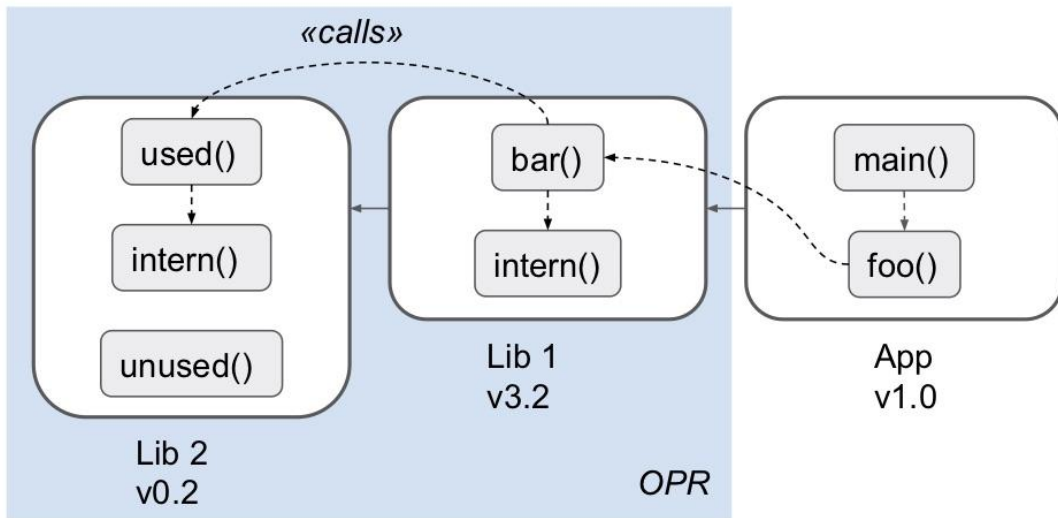 «calls»
used()
bar()
main()
intern()
intern()
foo()
unused()
Lib 1
v3.2
App
v1.0
Lib 2
v0.2
OPR